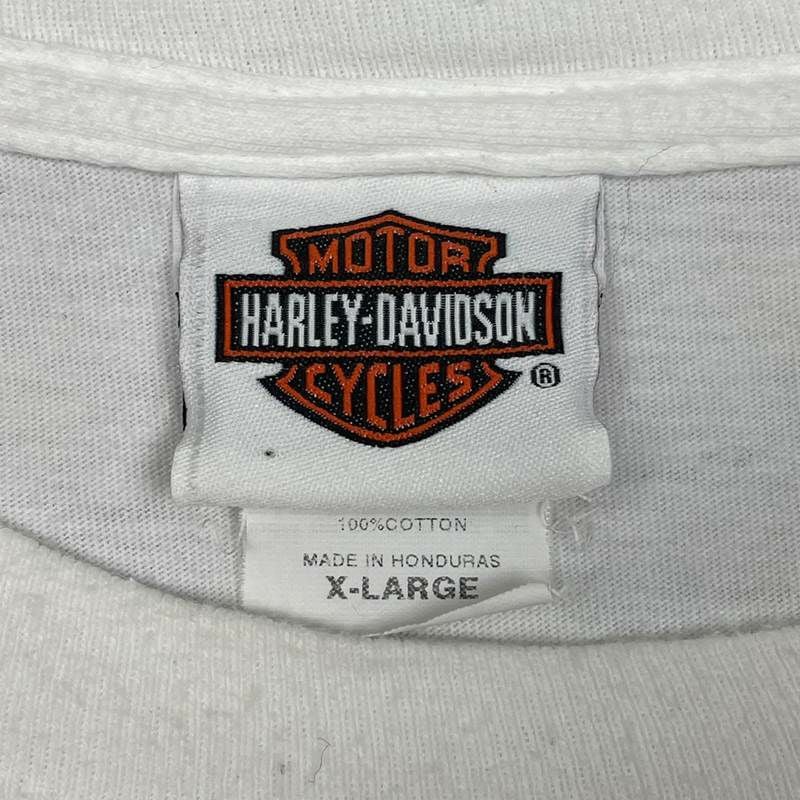 MOTOR
HARLEY-DAVIDSON
CYCLES
®
100%COTTON
MADE IN HONDURAS
X-LARGE